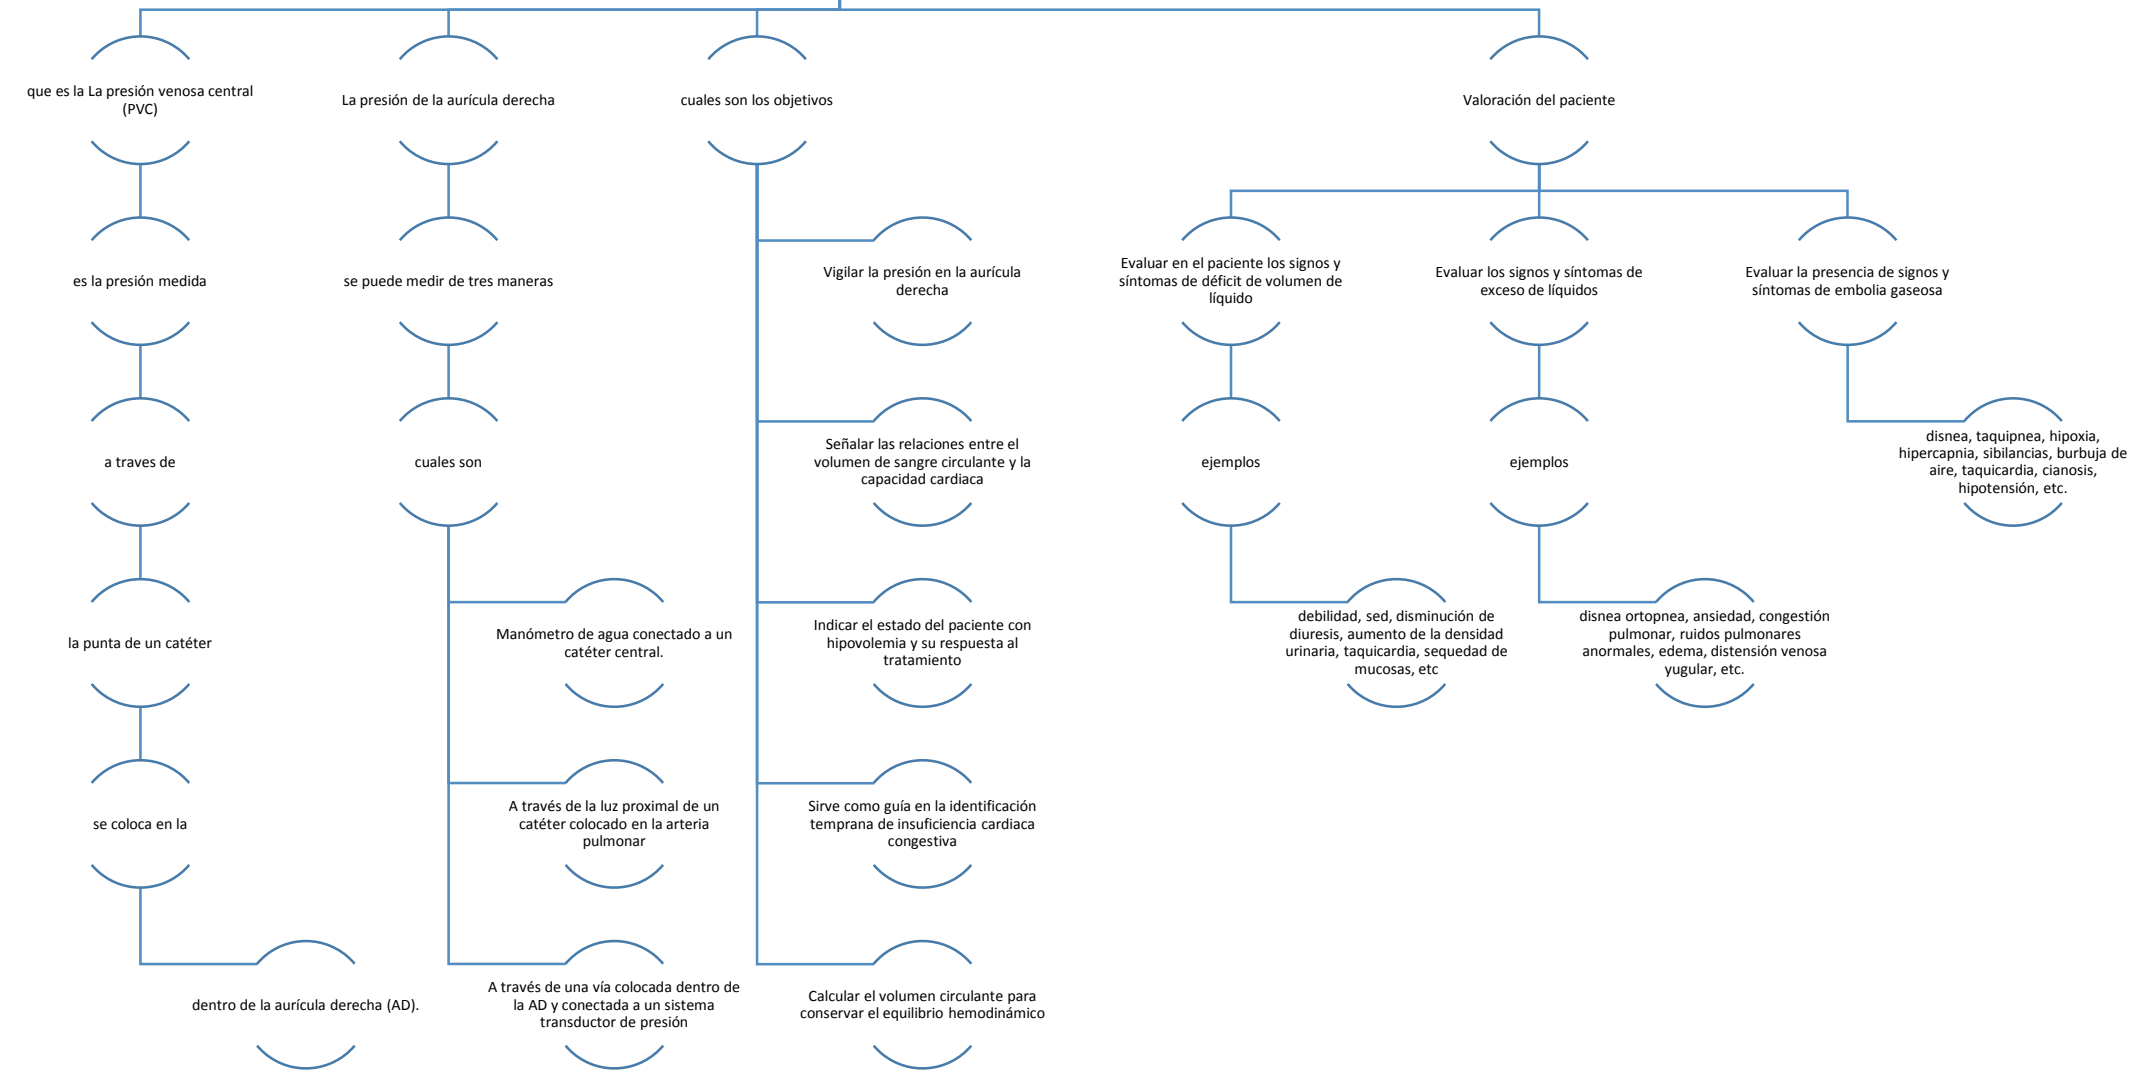 que es la La presión venosa central
(PVC)
es la presión medida
a traves de
la punta de un catéter
se coloca en la
dentro de la aurícula derecha (AD).
La presión de la aurícula derecha
se puede medir de tres maneras
cuales son
Manómetro de agua conectado a un
catéter central.
A través de la luz proximal de un
catéter colocado en la arteria
pulmonar
A través de una vía colocada dentro de
la AD y conectada a un sistema
transductor de presión
cuales son los objetivos
Vigilar la presión en la aurícula
derecha
Señalar las relaciones entre el
volumen de sangre circulante y la
capacidad cardiaca
Indicar el estado del paciente con
hipovolemia y su respuesta al
tratamiento
Sirve como guía en la identificación
temprana de insuficiencia cardiaca
congestiva
Calcular el volumen circulante para
conservar el equilibrio hemodinámico
Valoración del paciente
Evaluar en el paciente los signos y
síntomas de déficit de volumen de
líquido
ejemplos
debilidad, sed, disminución de
diuresis, aumento de la densidad
urinaria, taquicardia, sequedad de
mucosas, etc
Evaluar los signos y síntomas de
exceso de líquidos
ejemplos
disnea ortopnea, ansiedad, congestión
pulmonar, ruidos pulmonares
anormales, edema, distensión venosa
yugular, etc.
Evaluar la presencia de signos y
síntomas de embolia gaseosa
disnea, taquipnea, hipoxia,
hipercapnia, sibilancias, burbuja de
aire, taquicardia, cianosis,
hipotensión, etc.